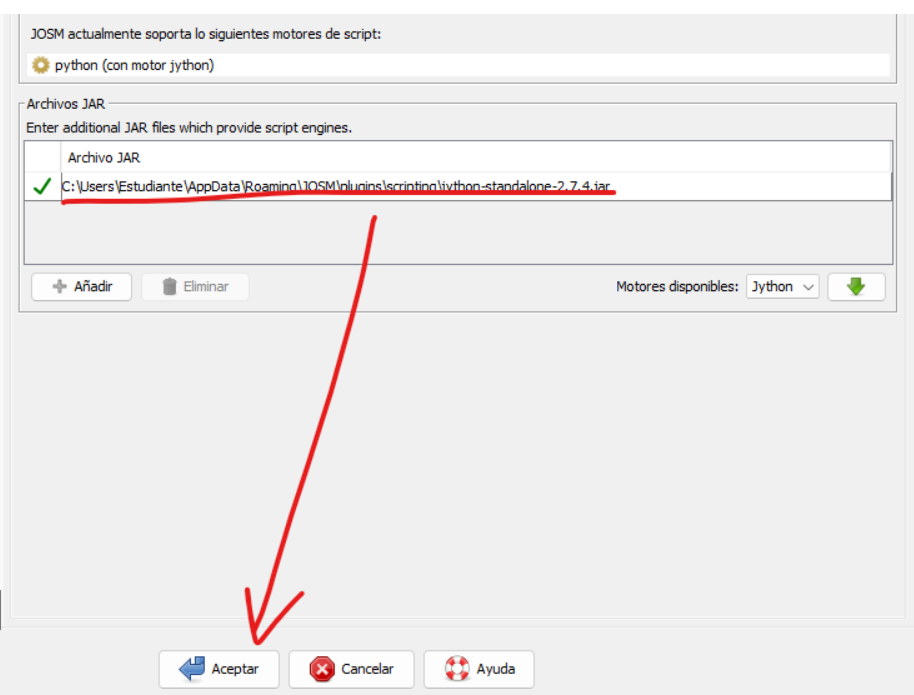 JOSM actualmente soporta lo siguientes motores de script:
python (con motor jython)
Archivos JAR
Enter additional JAR files which provide script engines.
Archivo JAR
C:\Users\Estudiante\AppData\Roaming\JOSM\plugins\scripting\jython-standalone-2.7.4.jar
Añadir Eliminar Motores disponibles: Jython
Aceptar Cancelar Ayuda